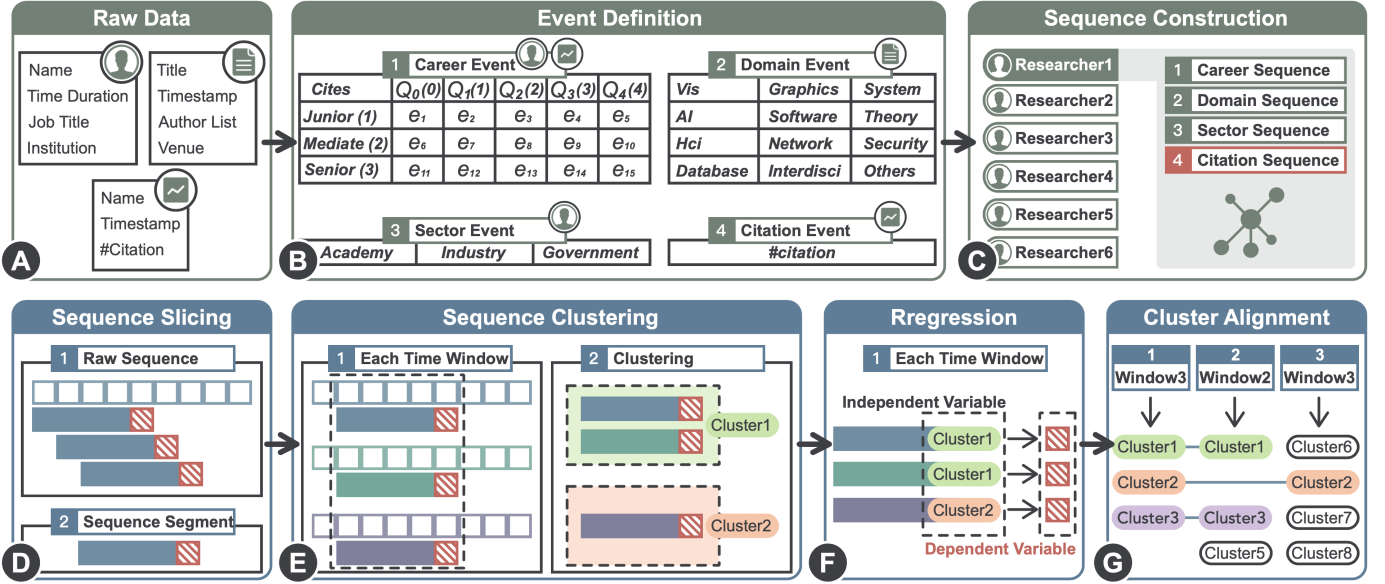 Raw Data
Name
Time Duration
Job Title
Institution
Title
Timestamp
Author List
Venue
Name
Timestamp
#Citation
A
Event Definition
1 Career Event
Cites Q0(0) Q1(1) Q2(2) Q3(3) Q4(4)
Junior (1) e1 e2 e3 e4 e5
Mediate (2) e6 e7 e8 e9 e10
Senior (3) e11 e12 e13 e14 e15
2 Domain Event
Vis Graphics System
AI Software Theory
Hci Network Security
Database Interdisci Others
3 Sector Event
Academy Industry Government
4 Citation Event
#citation
B
Sequence Construction
Researcher1
Researcher2
Researcher3
Researcher4
Researcher5
Researcher6
1 Career Sequence
2 Domain Sequence
3 Sector Sequence
4 Citation Sequence
C
Sequence Slicing
1 Raw Sequence
2 Sequence Segment
D
Sequence Clustering
1 Each Time Window
2 Clustering
Cluster1
Cluster2
E
Rregression
1 Each Time Window
Independent Variable
Cluster1
Cluster1
Cluster2
Dependent Variable
F
Cluster Alignment
1 2 3
Window3 Window2 Window3
Cluster1 Cluster1 Cluster6
Cluster2 Cluster2
Cluster3 Cluster3 Cluster7
Cluster5 Cluster8
G